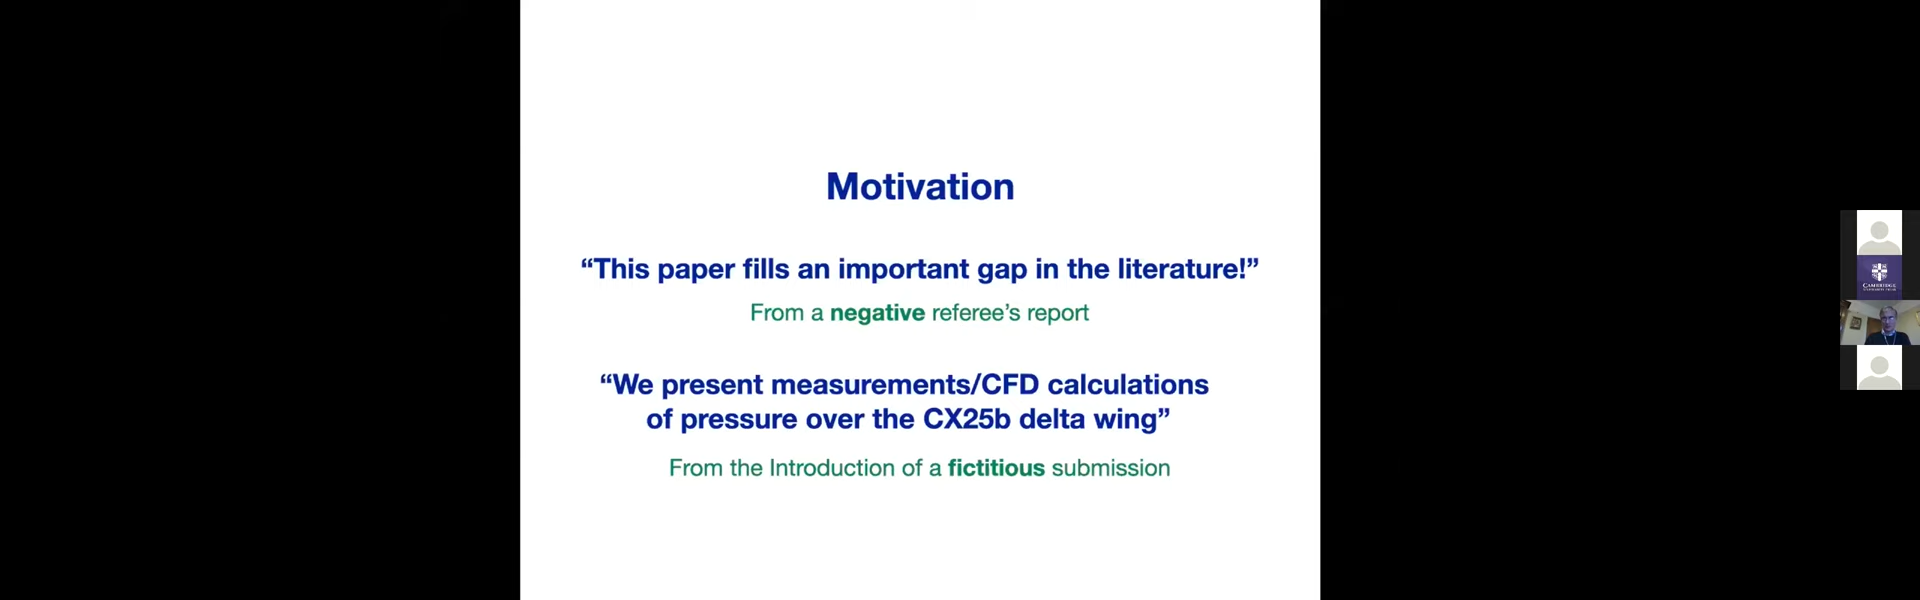 Motivation
“This paper fills an important gap in the literature!”
From a negative referee’s report
“We present measurements/CFD calculations
of pressure over the CX25b delta wing”
From the Introduction of a fictitious submission
CAMBRIDGE